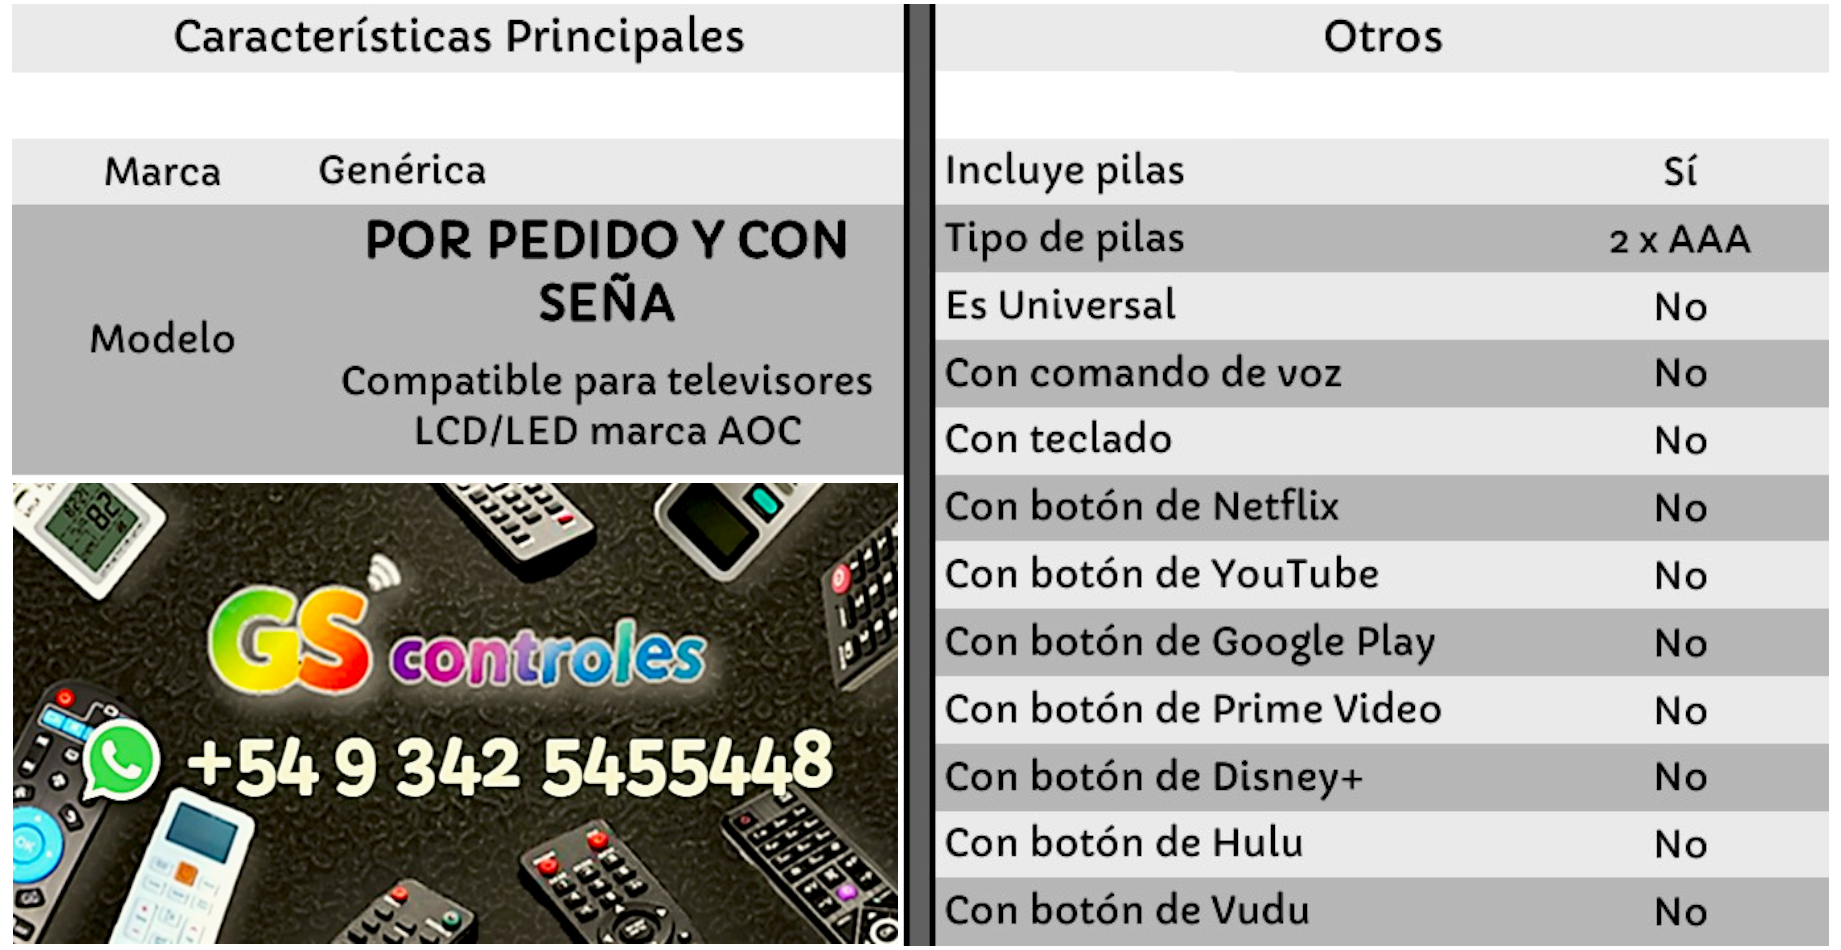 Características Principales
Marca Genérica
Modelo
POR PEDIDO Y CON
SEÑA
Compatible para televisores
LCD/LED marca AOC
GS controles
+54 9 342 5455448
Otros
Incluye pilas Sí
Tipo de pilas 2 x AAA
Es Universal No
Con comando de voz No
Con teclado No
Con botón de Netflix No
Con botón de YouTube No
Con botón de Google Play No
Con botón de Prime Video No
Con botón de Disney+ No
Con botón de Hulu No
Con botón de Vudu No